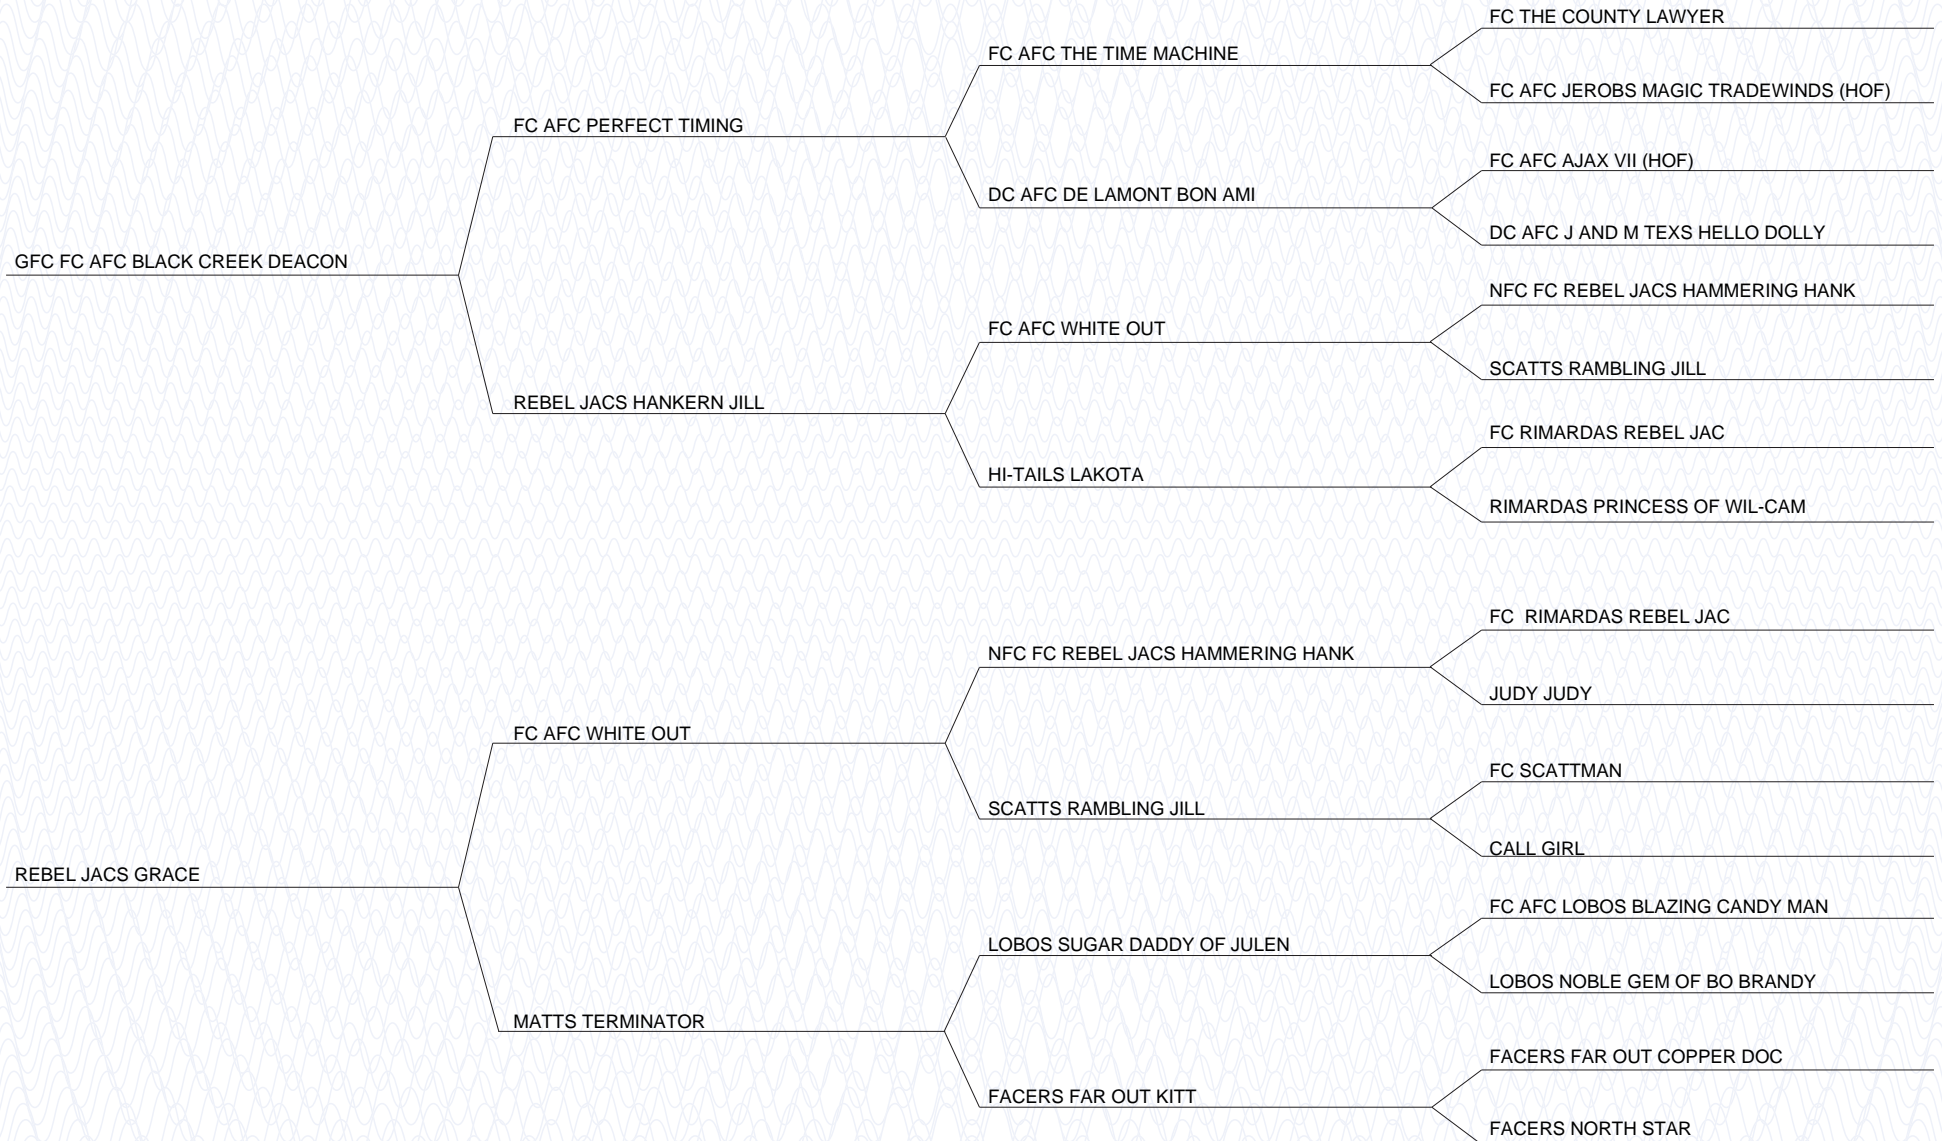 FC THE COUNTY LAWYER
FC AFC THE TIME MACHINE
FC AFC JEROBS MAGIC TRADEWINDS (HOF)
FC AFC PERFECT TIMING
FC AFC AJAX VII (HOF)
DC AFC DE LAMONT BON AMI
DC AFC J AND M TEXS HELLO DOLLY
GFC FC AFC BLACK CREEK DEACON
NFC FC REBEL JACS HAMMERING HANK
FC AFC WHITE OUT
SCATTS RAMBLING JILL
REBEL JACS HANKERN JILL
FC RIMARDAS REBEL JAC
HI-TAILS LAKOTA
RIMARDAS PRINCESS OF WIL-CAM
FC  RIMARDAS REBEL JAC
NFC FC REBEL JACS HAMMERING HANK
JUDY JUDY
FC AFC WHITE OUT
FC SCATTMAN
SCATTS RAMBLING JILL
CALL GIRL
REBEL JACS GRACE
FC AFC LOBOS BLAZING CANDY MAN
LOBOS SUGAR DADDY OF JULEN
LOBOS NOBLE GEM OF BO BRANDY
MATTS TERMINATOR
FACERS FAR OUT COPPER DOC
FACERS FAR OUT KITT
FACERS NORTH STAR